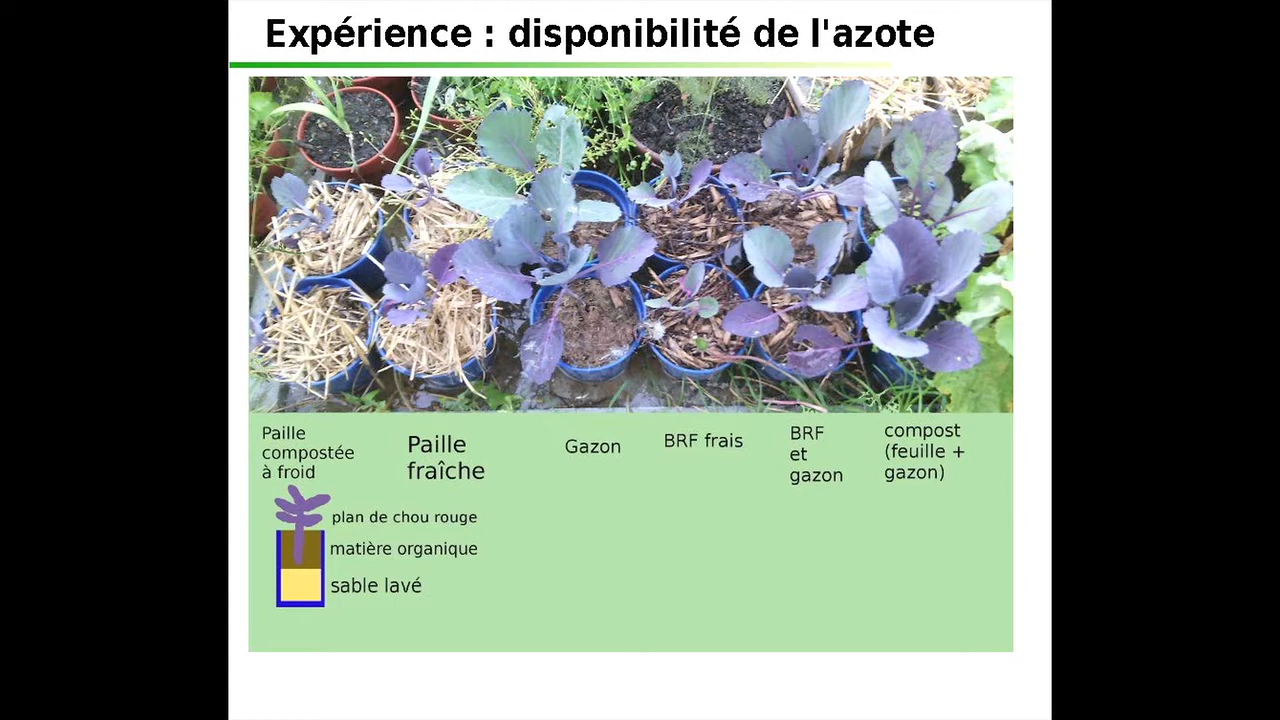 Expérience : disponibilité de l'azote
Paille
compostée
à froid
Paille
fraîche
Gazon
BRF frais
BRF
et
gazon
compost
(feuille +
gazon)
plan de chou rouge
matière organique
sable lavé